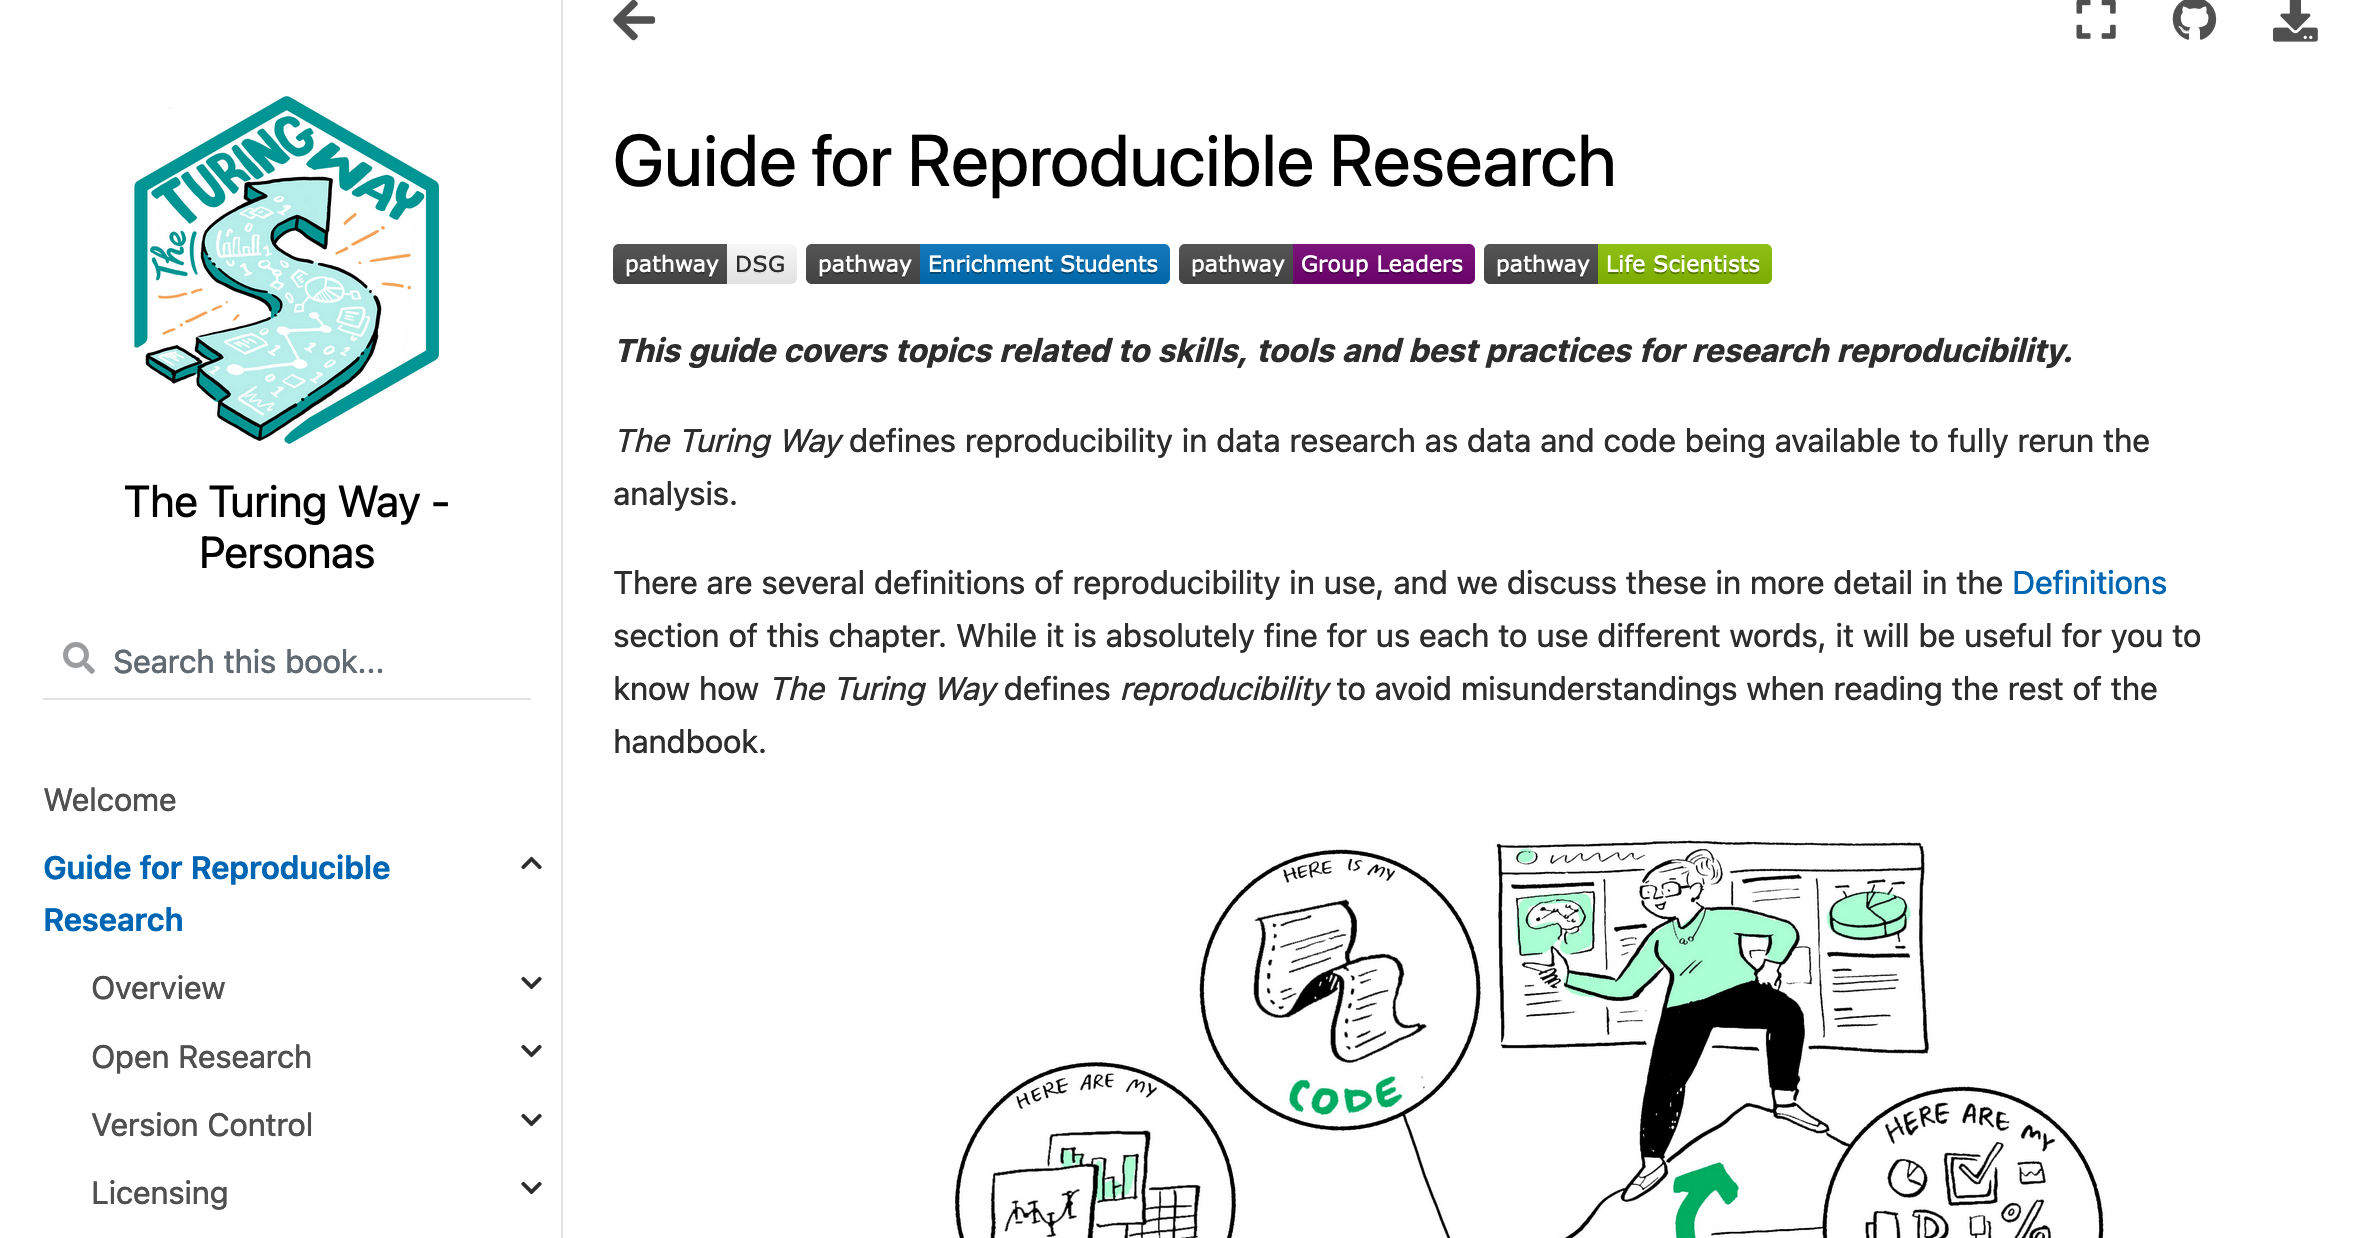 The TURING WAY
The Turing Way -
Personas
Search this book...
Welcome
Guide for Reproducible
Research
Overview
Open Research
Version Control
Licensing
Guide for Reproducible Research
pathway DSG pathway Enrichment Students pathway Group Leaders pathway Life Scientists
This guide covers topics related to skills, tools and best practices for research reproducibility.
The Turing Way defines reproducibility in data research as data and code being available to fully rerun the
analysis.
There are several definitions of reproducibility in use, and we discuss these in more detail in the Definitions
section of this chapter. While it is absolutely fine for us each to use different words, it will be useful for you to
know how The Turing Way defines reproducibility to avoid misunderstandings when reading the rest of the
handbook.
HERE IS MY
CODE
HERE ARE MY
HERE ARE MY